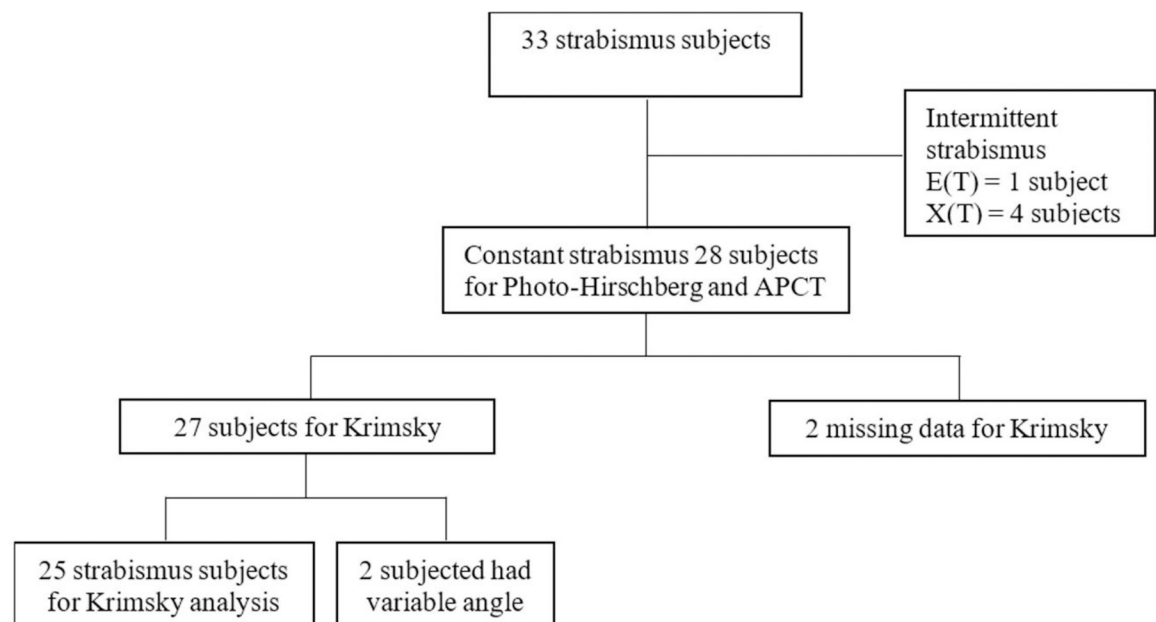 33 strabismus subjects
Intermittent
strabismus
E(T) = 1 subject
X(T) = 4 subjects
Constant strabismus 28 subjects
for Photo-Hirschberg and APCT
27 subjects for Krimsky
2 missing data for Krimsky
25 strabismus subjects
for Krimsky analysis
2 subjected had
variable angle